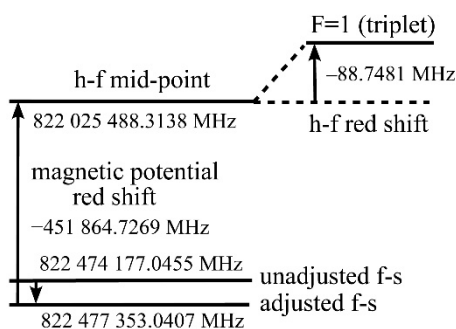 F=1 (triplet)
h-f mid-point
−88.7481 MHz
822 025 488.3138 MHz
h-f red shift
magnetic potential
red shift
−451 864.7269 MHz
822 474 177.0455 MHz
unadjusted f-s
adjusted f-s
822 477 353.0407 MHz